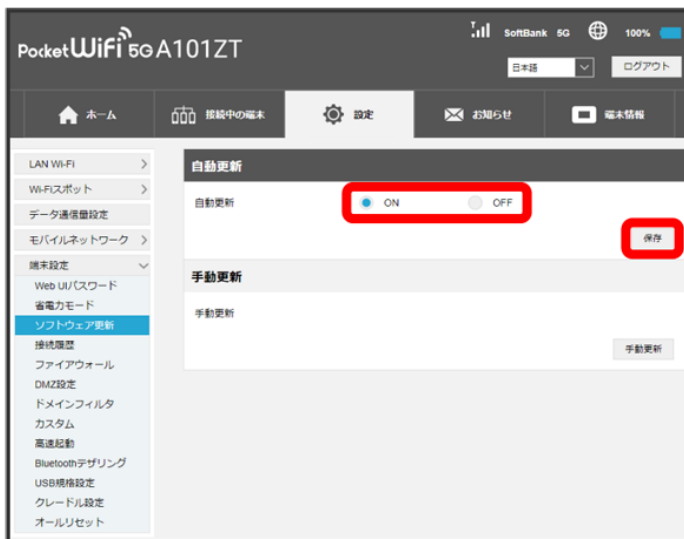 SoftBank 5G 100%
Pocket WiFi 5G A101ZT
日本語 ログアウト
ホーム 接続中の端末 設定 お知らせ 端末情報
LAN Wi-Fi
Wi-Fiスポット
データ通信量設定
モバイルネットワーク
端末設定
Web UIパスワード
省電力モード
ソフトウェア更新
接続履歴
ファイアウォール
DMZ設定
ドメインフィルタ
カスタム
高速起動
Bluetoothテザリング
USB規格設定
クレードル設定
オールリセット
自動更新
自動更新 ON OFF
保存
手動更新
手動更新
手動更新